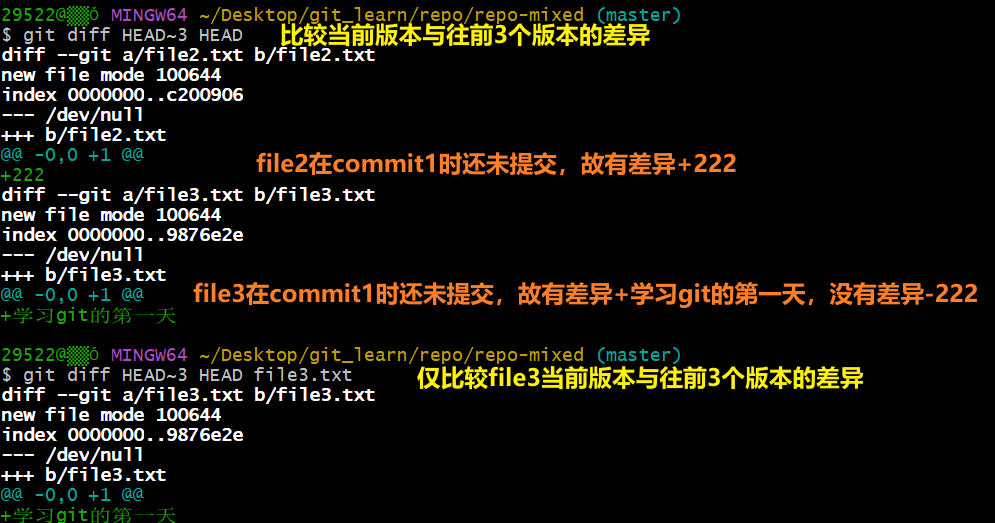 29522@▒▒ǒ MINGW64 ~/Desktop/git_learn/repo/repo-mixed (master)
$ git diff HEAD~3 HEAD 比较当前版本与往前3个版本的差异
diff --git a/file2.txt b/file2.txt
new file mode 100644
index 0000000..c200906
--- /dev/null
+++ b/file2.txt
@@ -0,0 +1 @@
file2在commit1时还未提交，故有差异+222
+222
diff --git a/file3.txt b/file3.txt
new file mode 100644
index 0000000..9876e2e
--- /dev/null
+++ b/file3.txt
@@ -0,0 +1 @@ file3在commit1时还未提交，故有差异+学习git的第一天，没有差异-222
+学习git的第一天
29522@▒▒ǒ MINGW64 ~/Desktop/git_learn/repo/repo-mixed (master)
$ git diff HEAD~3 HEAD file3.txt 仅比较file3当前版本与往前3个版本的差异
diff --git a/file3.txt b/file3.txt
new file mode 100644
index 0000000..9876e2e
--- /dev/null
+++ b/file3.txt
@@ -0,0 +1 @@
+学习git的第一天